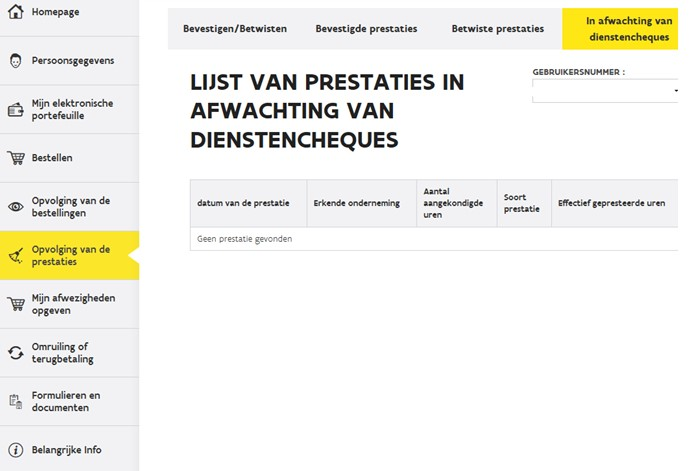 Homepage
Persoonsgegevens
Mijn elektronische
portefeuille
Bestellen
Opvolging van de
bestellingen
Opvolging van de
prestaties
Mijn afwezigheden
opgeven
Omruiling of
terugbetaling
Formulieren en
documenten
Belangrijke Info
Bevestigen/Betwisten
Bevestigde prestaties
Betwiste prestaties
In afwachting van
dienstencheques
LIJST VAN PRESTATIES IN
AFWACHTING VAN
DIENSTENCHEQUES
GEBRUIKERSNUMMER :
datum van de prestatie
Erkende onderneming
Aantal
aangekondigde
uren
Soort
prestatie
Effectief gepresteerde uren
Geen prestatie gevonden